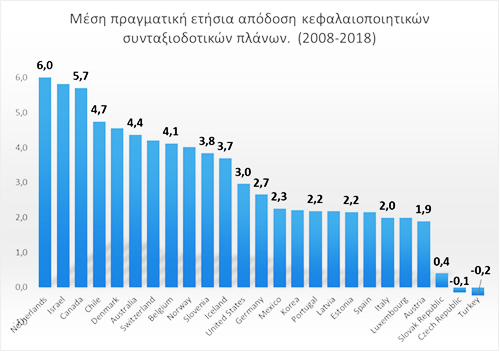 Μέση πραγματική ετήσια απόδοση κεφαλαιοποιητικών
συνταξιοδοτικών πλάνων. (2008-2018)
6,0
5,0
4,0
3,0
2,0
1,0
0,0
6,0
5,7
4,7
4,4
4,1
3,8
3,7
3,0
2,7
2,3
2,2
2,2
2,0
1,9
0,4
-0,1
-0,2
Netherlands
Israel
Canada
Chile
Denmark
Australia
Switzerland
Belgium
Norway
Slovenia
Iceland
United States
Germany
Mexico
Korea
Portugal
Latvia
Estonia
Spain
Italy
Luxembourg
Austria
Slovak Republic
Czech Republic
Turkey